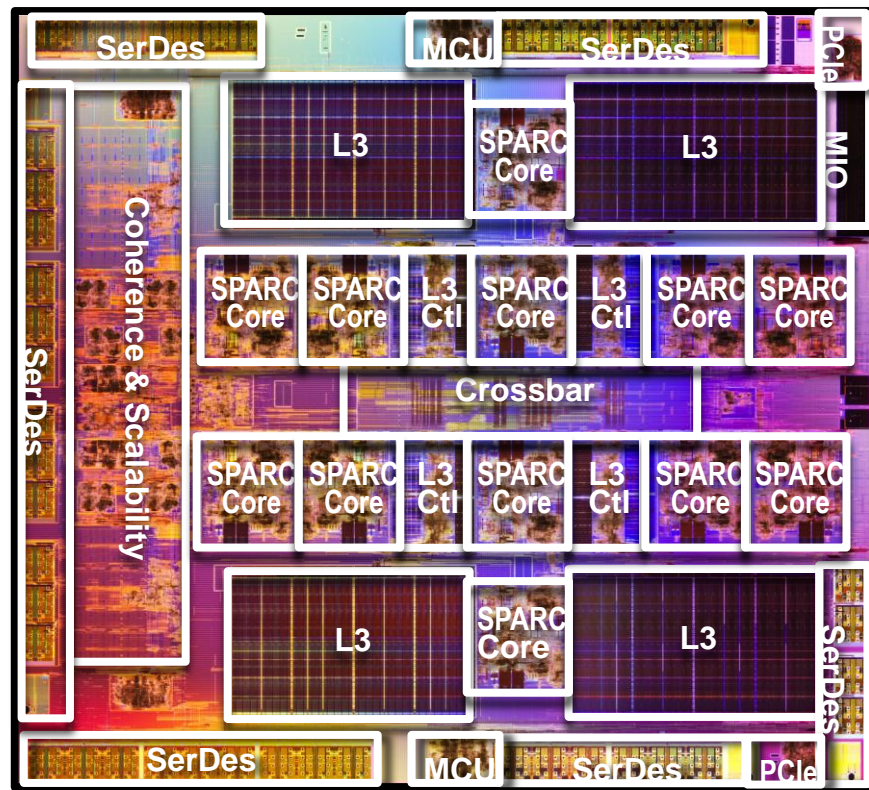 SerDes
MCU
SerDes
PCIe
L3
SPARC
Core
L3
MIO
SerDes
Coherence & Scalability
SPARC
Core
SPARC
Core
L3
Ctl
SPARC
Core
L3
Ctl
SPARC
Core
SPARC
Core
Crossbar
SPARC
Core
SPARC
Core
L3
Ctl
SPARC
Core
L3
Ctl
SPARC
Core
SPARC
Core
L3
SPARC
Core
L3
SerDes
SerDes
MCU
SerDes
PCIe